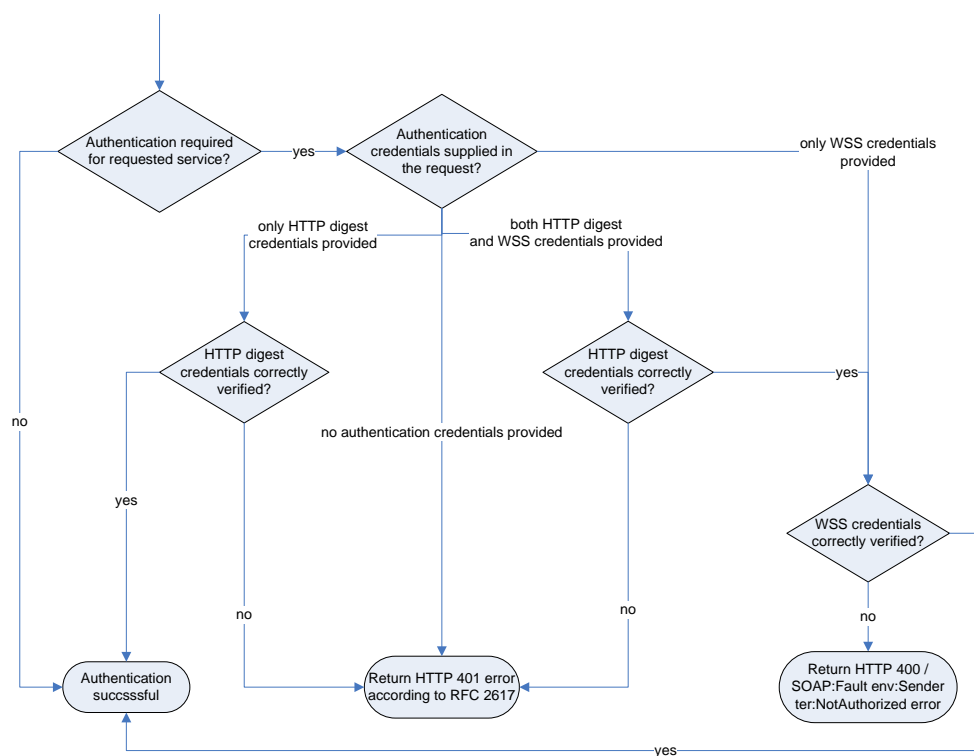 Authentication required
for requested service?
yes
Authentication
credentials supplied in
the request?
only WSS credentials
provided
only HTTP digest
credentials provided
both HTTP digest
and WSS credentials provided
HTTP digest
credentials correctly
verified?
HTTP digest
credentials correctly
verified?
yes
no
no authentication credentials provided
yes
WSS credentials
correctly verified?
no
no
no
Authentication
succsssful
Return HTTP 401 error
according to RFC 2617
Return HTTP 400 /
SOAP:Fault env:Sender
ter:NotAuthorized error
yes